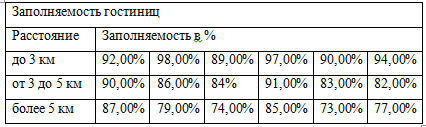 Заполняемость гостиниц
Расстояние Заполняемость в %
до 3 км 92,00% 98,00% 89,00% 97,00% 90,00% 94,00%
от 3 до 5 км 90,00% 86,00% 84% 91,00% 83,00% 82,00%
более 5 км 87,00% 79,00% 74,00% 85,00% 73,00% 77,00%